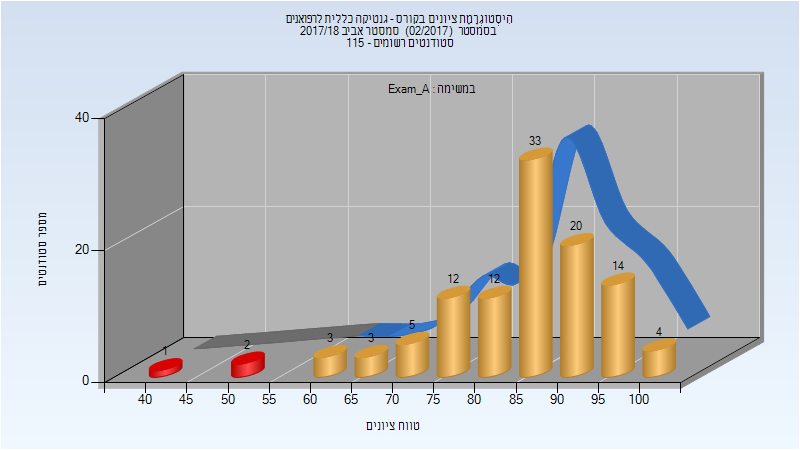 היסטוגרמת ציונים בקורס - גנטיקה כללית לרפואנים
בסמסטר (02/2017) סמסטר אביב 2017/18
סטודנטים רשומים - 115
במשימה : Exam_A
מספר סטודנטים
40
20
0
1
2
3
3
5
12
12
33
20
14
4
40 45 50 55 60 65 70 75 80 85 90 95 100
טווח ציונים